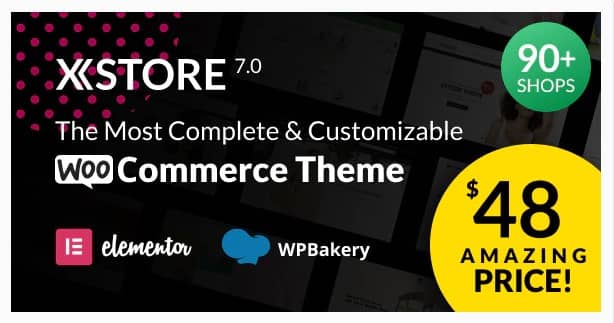 XSTORE 7.0
90+
SHOPS
The Most Complete & Customizable
WOO Commerce Theme
$48
AMAZING
PRICE!
elementor
WPBakery